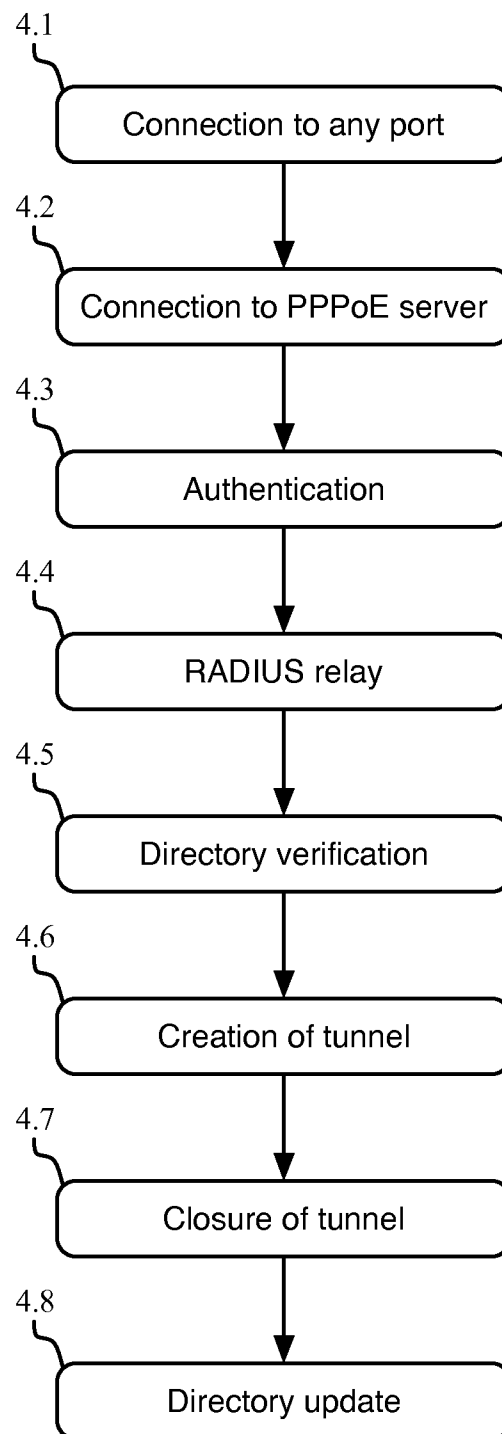 4.1
Connection to any port
4.2
Connection to PPPoE server
4.3
Authentication
4.4
RADIUS relay
4.5
Directory verification
4.6
Creation of tunnel
4.7
Closure of tunnel
4.8
Directory update